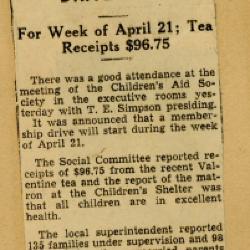 For Week of April 21; Tea
Receipts $96.75
There was a good attendance at the
meeting of the Children's Aid So-
ciety in the executive rooms yes-
terday with T. E. Simpson presiding.
It was announced that a member-
ship drive will start during the week
of April 21.
The Social Committee reported re-
ceipts of $96.75 from the recent Val-
entine tea and the report of the mat-
ron at the Children's Shelter was
that all children are in excellent
health.
The local superintendent reported
135 families under supervision and 98